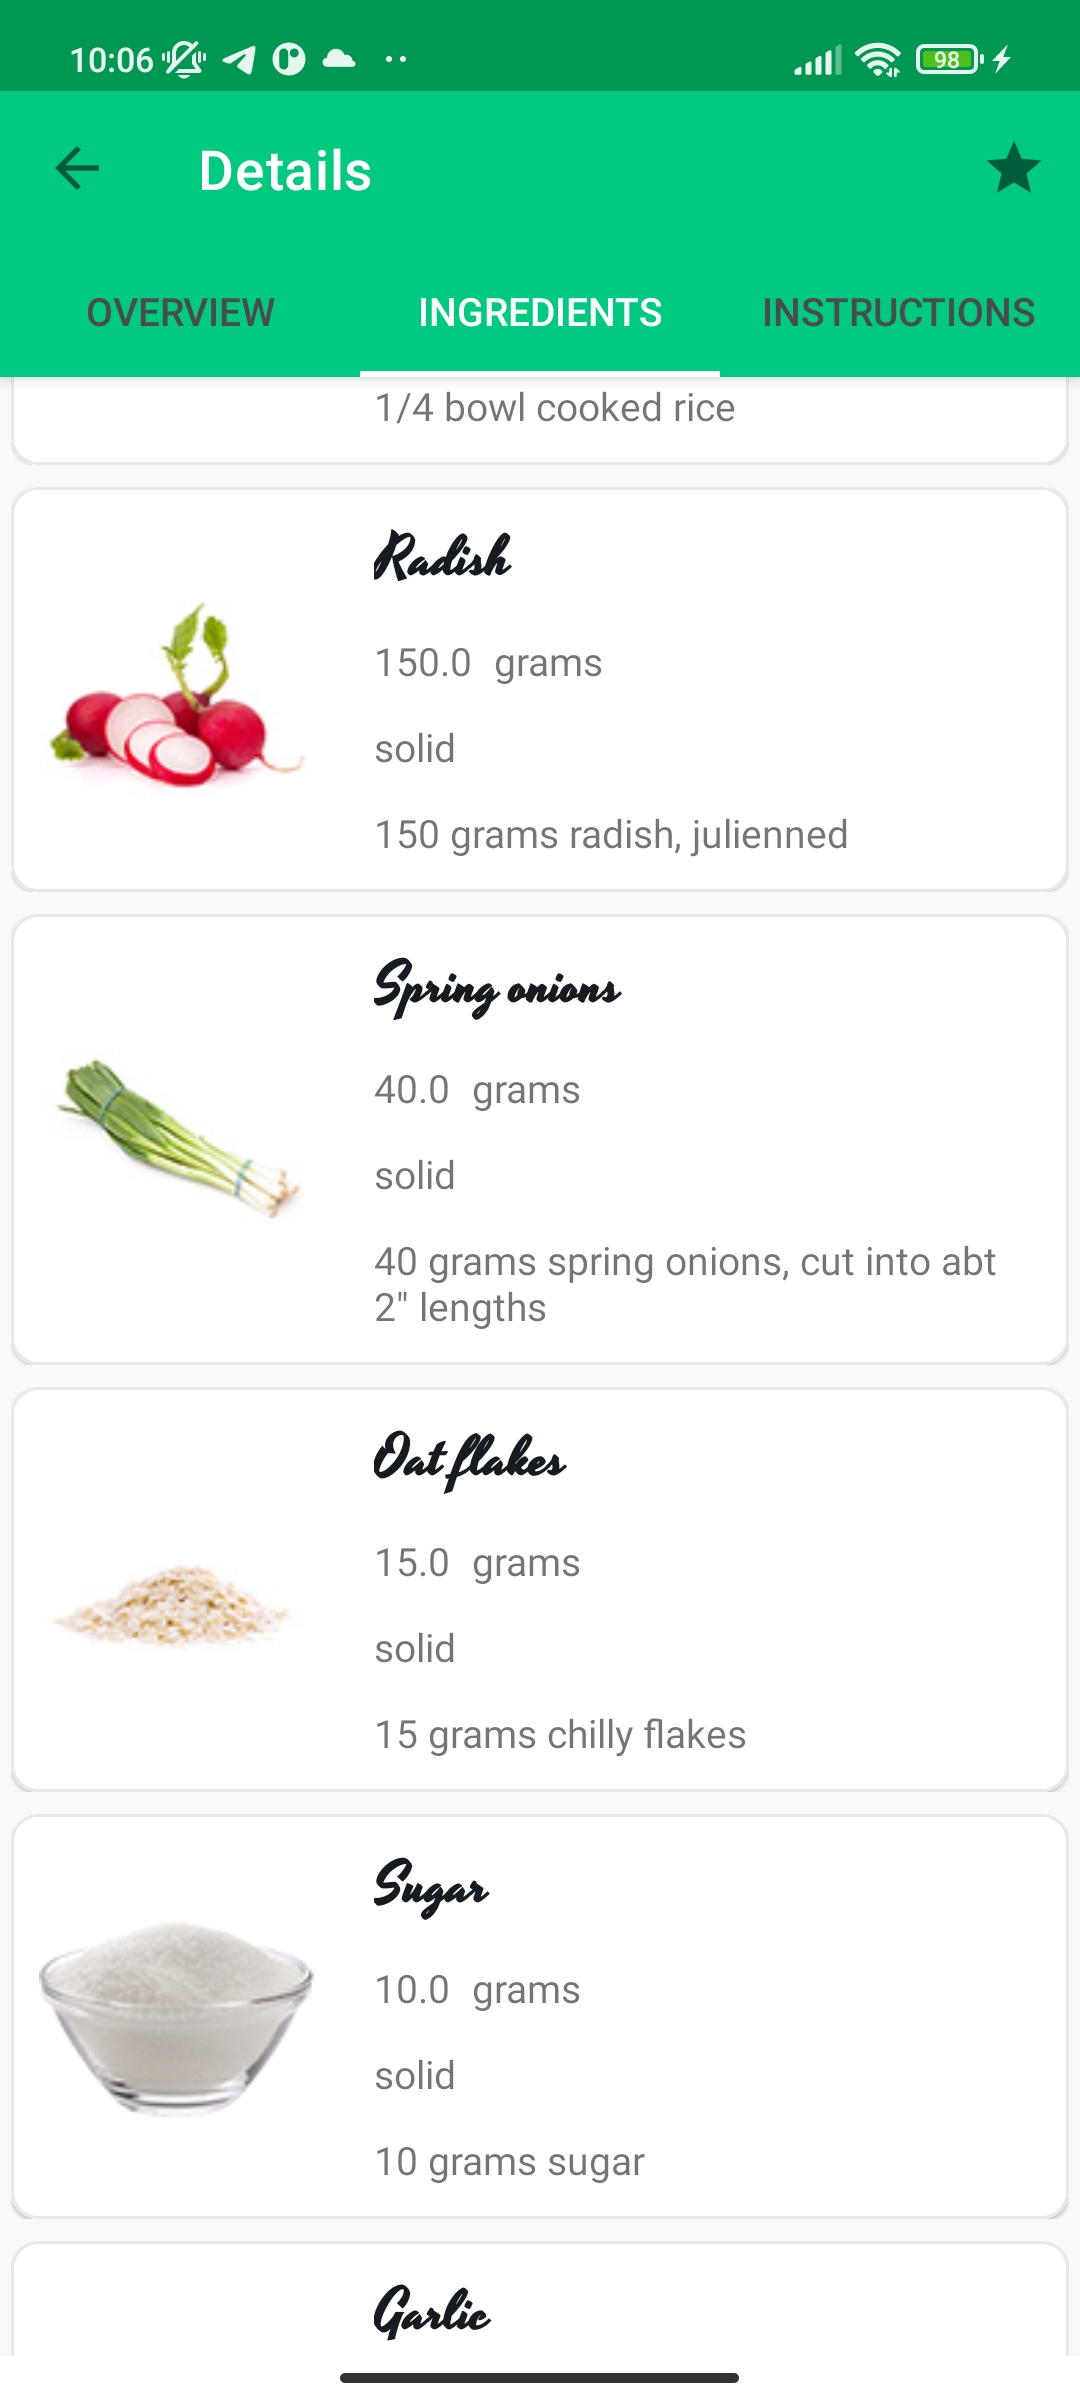 10:06
98
Details
OVERVIEW
INGREDIENTS
INSTRUCTIONS
1/4 bowl cooked rice
Radish
150.0 grams
solid
150 grams radish, julienned
Spring onions
40.0 grams
solid
40 grams spring onions, cut into abt
2" lengths
Oat flakes
15.0 grams
solid
15 grams chilly flakes
Sugar
10.0 grams
solid
10 grams sugar
Garlic